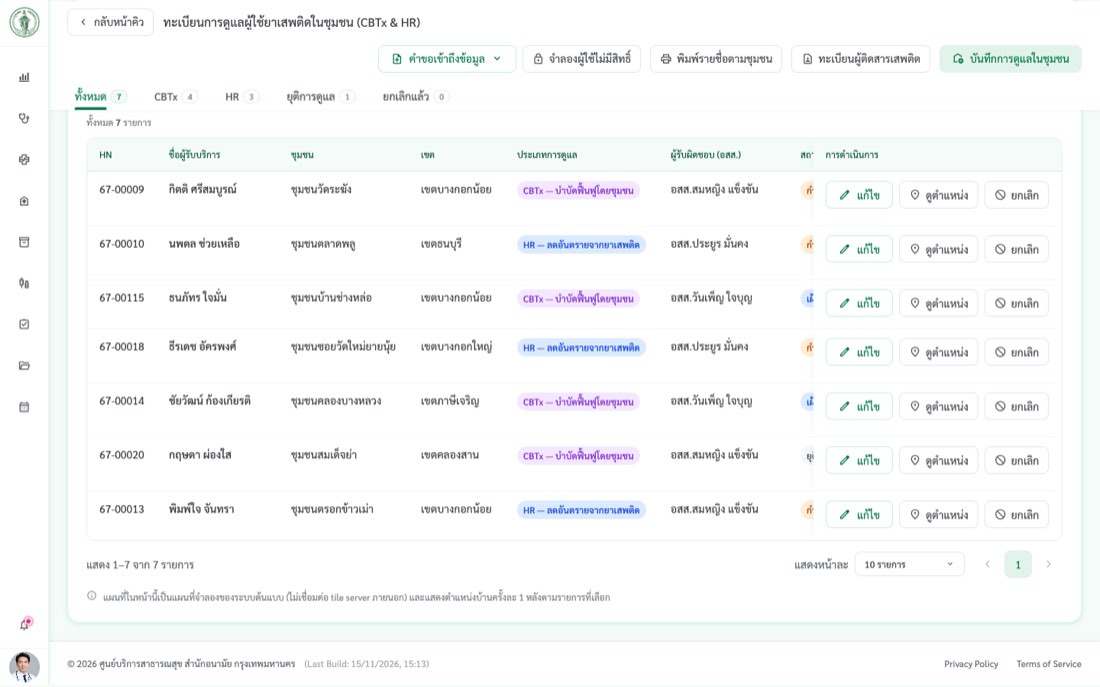 กลับหน้าคิว
ทะเบียนการดูแลผู้ใช้ยาเสพติดในชุมชน (CBTx & HR)
คำขอเข้าถึงข้อมูล
จำลองผู้ใช้ไม่มีสิทธิ์
พิมพ์รายชื่อตามชุมชน
ทะเบียนผู้ติดสารเสพติด
บันทึกการดูแลในชุมชน
ทั้งหมด 7
CBTx 4
HR 3
ยุติการดูแล 1
ยกเลิกแล้ว 0
ทั้งหมด 7 รายการ
HN ชื่อผู้รับบริการ ชุมชน เขต ประเภทการดูแล ผู้รับผิดชอบ (อสส.) การดำเนินการ
67-00009 กิตติ ศรีสมบูรณ์ ชุมชนวัดระฆัง เขตบางกอกน้อย CBTx — บำบัดฟื้นฟูโดยชุมชน อสส.สมหญิง แข็งขัน แก้ไข ดูตำแหน่ง ยกเลิก
67-00010 นพดล ช่วยเหลือ ชุมชนตลาดพลู เขตธนบุรี HR — ลดอันตรายจากยาเสพติด อสส.ประยูร มั่นคง แก้ไข ดูตำแหน่ง ยกเลิก
67-00115 ธนภัทร ใจมั่น ชุมชนบ้านช่างหล่อ เขตบางกอกน้อย CBTx — บำบัดฟื้นฟูโดยชุมชน อสส.วันเพ็ญ ใจบุญ แก้ไข ดูตำแหน่ง ยกเลิก
67-00018 ธีรเดช อัครพงศ์ ชุมชนซอยวัดใหม่ยายนุ้ย เขตบางกอกใหญ่ HR — ลดอันตรายจากยาเสพติด อสส.ประยูร มั่นคง แก้ไข ดูตำแหน่ง ยกเลิก
67-00014 ชัยวัฒน์ ก้องเกียรติ ชุมชนคลองบางหลวง เขตภาษีเจริญ CBTx — บำบัดฟื้นฟูโดยชุมชน อสส.วันเพ็ญ ใจบุญ แก้ไข ดูตำแหน่ง ยกเลิก
67-00020 กฤษดา ผ่องใส ชุมชนสมเด็จย่า เขตคลองสาน CBTx — บำบัดฟื้นฟูโดยชุมชน อสส.สมหญิง แข็งขัน แก้ไข ดูตำแหน่ง ยกเลิก
67-00013 พิมพ์ใจ จันทรา ชุมชนตรอกข้าวเม่า เขตบางกอกน้อย HR — ลดอันตรายจากยาเสพติด อสส.สมหญิง แข็งขัน แก้ไข ดูตำแหน่ง ยกเลิก
แสดง 1–7 จาก 7 รายการ
แสดงหน้าละ 10 รายการ 1
แผนที่ในหน้านี้เป็นแผนที่จำลองของระบบต้นแบบ (ไม่เชื่อมต่อ tile server ภายนอก) และแสดงตำแหน่งบ้านครั้งละ 1 หลังตามรายการที่เลือก
© 2026 ศูนย์บริการสาธารณสุข สำนักอนามัย กรุงเทพมหานคร (Last Build: 15/11/2026, 15:13)
Privacy Policy
Terms of Service